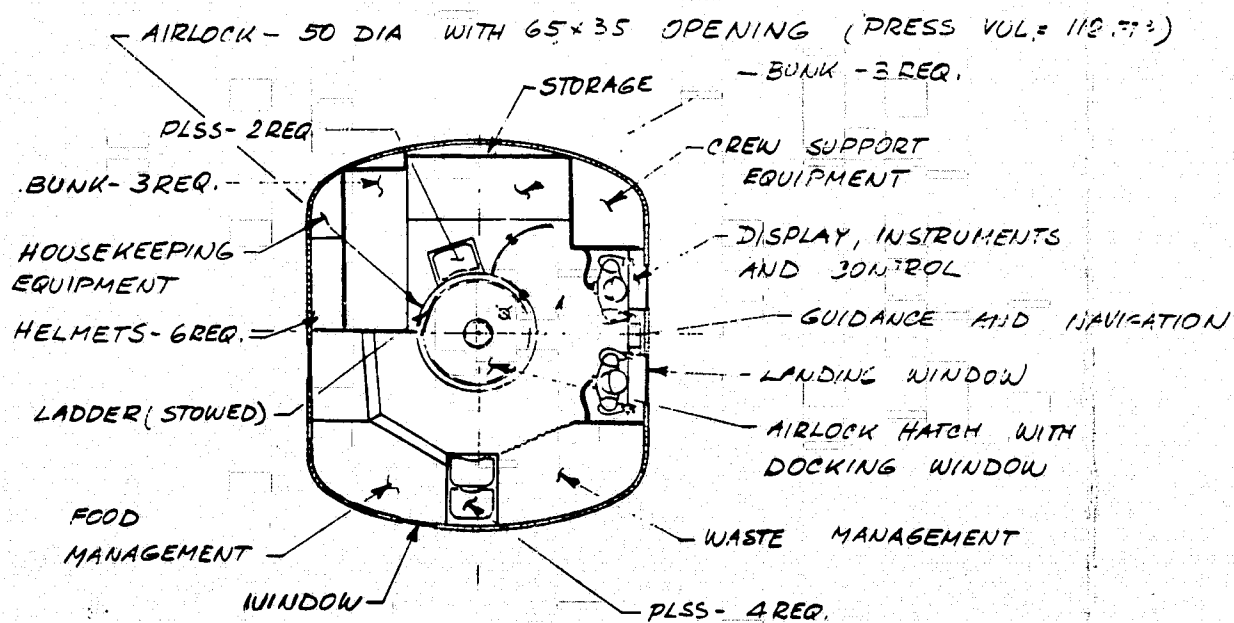 AIRLOCK - 50 DIA WITH 65x35 OPENING (PRESS VOL =
BUNK - 3 REQ.
STORAGE
PLSS - 2 REQ
CREW SUPPORT
EQUIPMENT
BUNK - 3 REQ.
DISPLAY, INSTRUMENTS
AND CONTROL
HOUSEKEEPING
EQUIPMENT
GUIDANCE AND NAVIGATION
HELMETS - 6 REQ.
LANDING WINDOW
LADDER (STOWED)
AIRLOCK HATCH WITH
DOCKING WINDOW
FOOD
MANAGEMENT
WASTE MANAGEMENT
WINDOW
PLSS - 4 REQ.